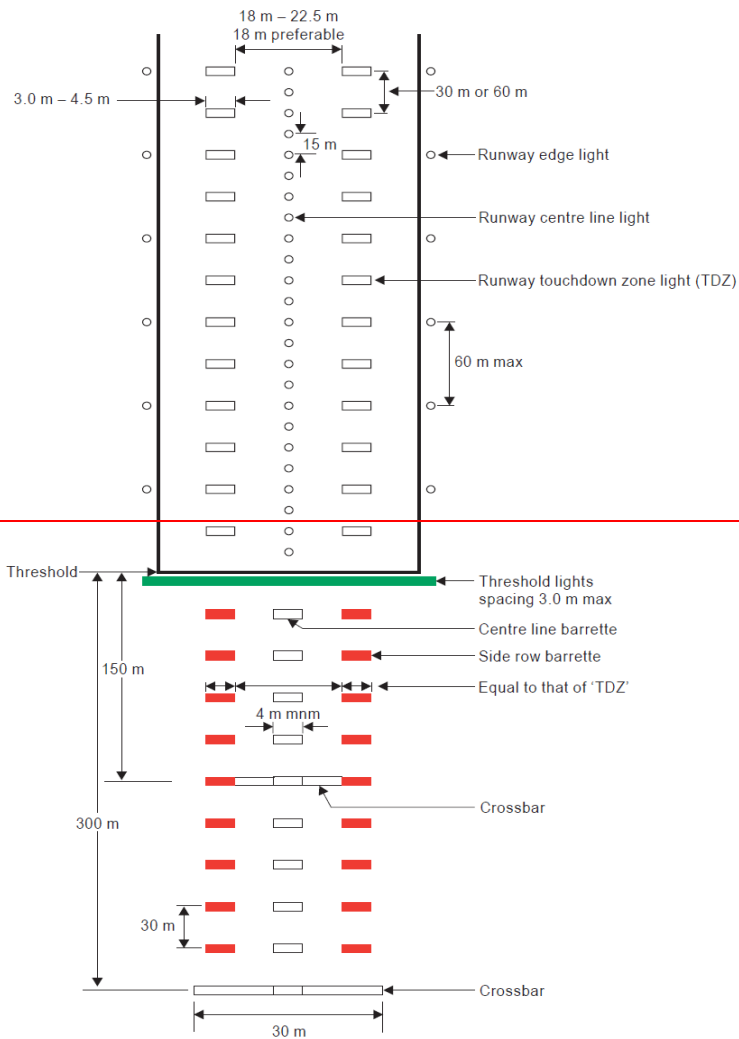 18 m – 22.5 m
18 m preferable
3.0 m – 4.5 m
30 m or 60 m
15 m
Runway edge light
Runway centre line light
Runway touchdown zone light (TDZ)
60 m max
Threshold
Threshold lights
spacing 3.0 m max
Centre line barrette
Side row barrette
150 m
Equal to that of ‘TDZ’
4 m mnm
Crossbar
300 m
30 m
Crossbar
30 m